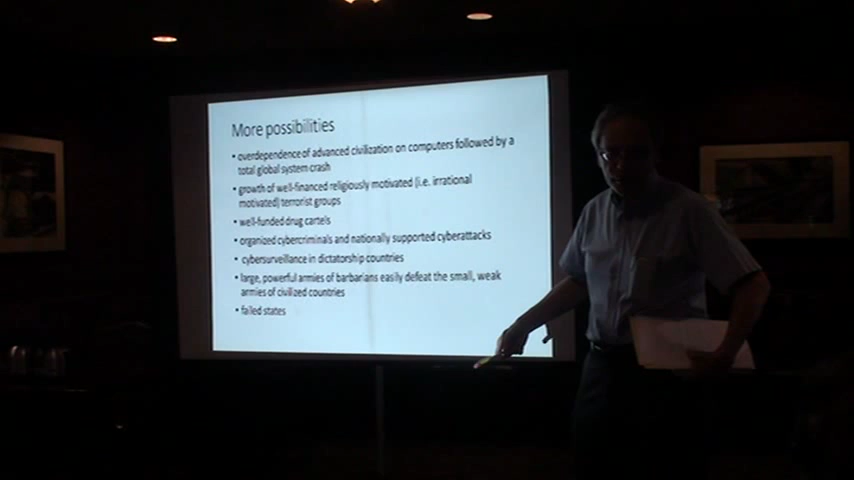 More possibilities
• overdependence of advanced civilization on computers followed by a
total global system crash
• growth of well-financed religiously motivated (i.e. irrational
motivated) terrorist groups
• well-funded drug cartels
• organized cybercriminals and nationally supported cyberattacks
• cybersurveillance in dictatorship countries
• large, powerful armies of barbarians easily defeat the small, weak
armies of civilized countries
• failed states